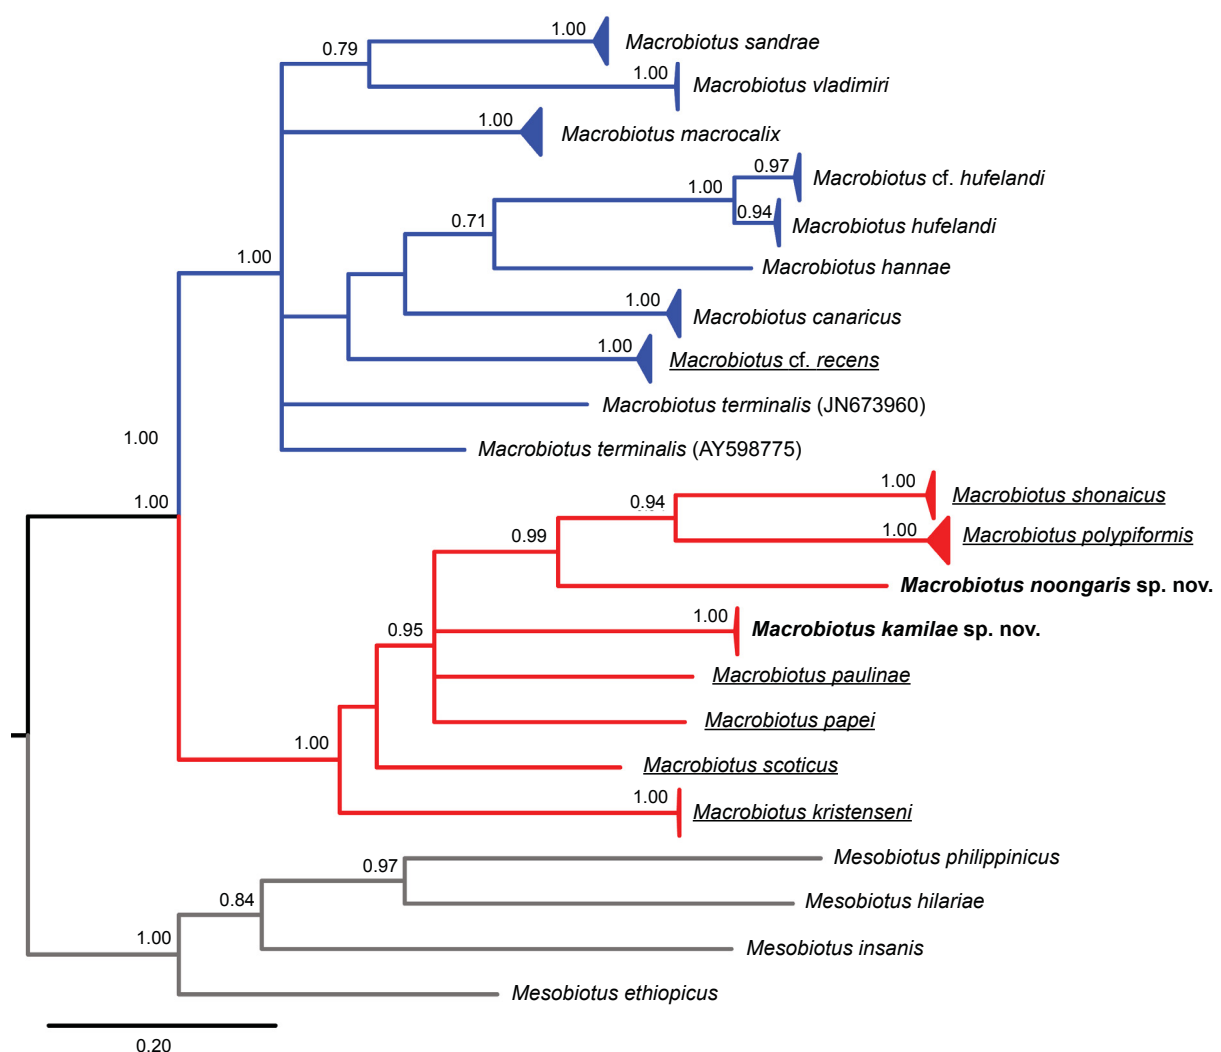 1.00 Macrobiotus sandrae
0.79
1.00 Macrobiotus vladimiri
1.00 Macrobiotus macrocalix
0.97 Macrobiotus cf. hufelandi
1.00
0.94 Macrobiotus hufelandi
0.71
Macrobiotus hannae
1.00
1.00 Macrobiotus canaricus
1.00 Macrobiotus cf. recens
Macrobiotus terminalis (JN673960)
1.00
Macrobiotus terminalis (AY598775)
1.00
1.00 Macrobiotus shonaicus
0.94
1.00 Macrobiotus polypiformis
0.99
Macrobiotus noongaris sp. nov.
1.00 Macrobiotus kamilae sp. nov.
0.95
Macrobiotus paulinae
Macrobiotus papei
1.00
Macrobiotus scoticus
1.00 Macrobiotus kristenseni
Mesobiotus philippinicus
0.97
Mesobiotus hilariae
0.84
Mesobiotus insanis
1.00
Mesobiotus ethiopicus
0.20